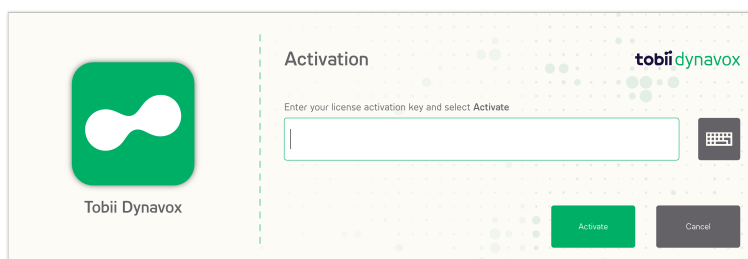 Activation
tobii dynavox
Enter your license activation key and select Activate
Tobii Dynavox
Activate
Cancel